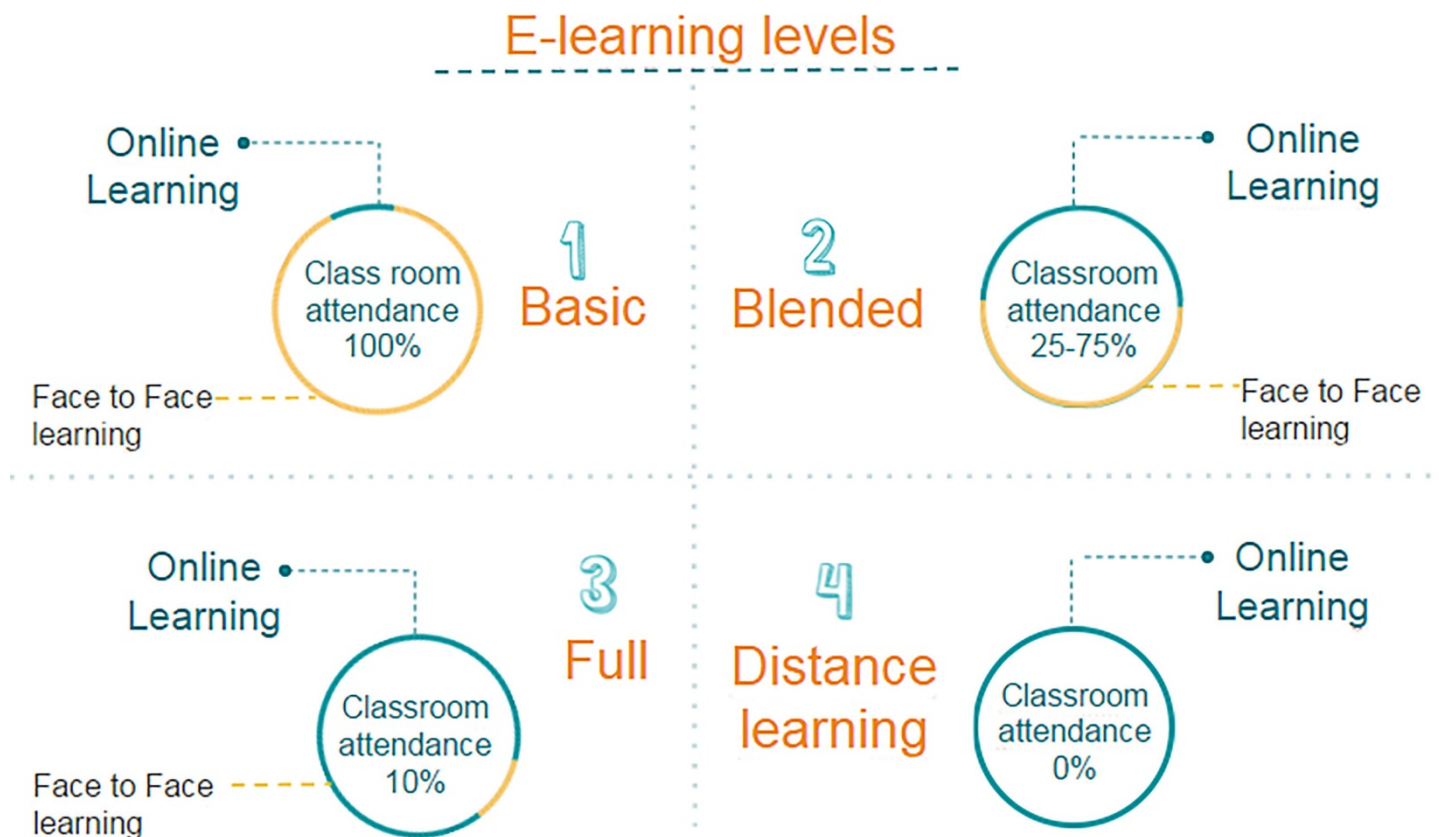 E-learning levels
Online
Learning
Class room
attendance
100%
Face to Face
learning
1
Basic
2
Blended
Online
Learning
Classroom
attendance
25-75%
Face to Face
learning
Online
Learning
Classroom
attendance
10%
Face to Face
learning
3
Full
4
Distance
learning
Online
Learning
Classroom
attendance
0%